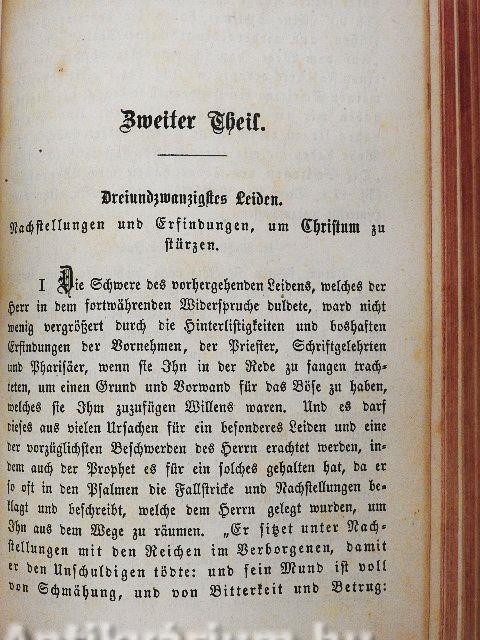 Zweiter Theil.
Dreiundzwanzigstes Leiden.
Nachstellungen und Erfindungen, um Christum zu
stürzen.
I Die Schwere des vorhergehenden Leidens, welches der
Herr in dem fortwährenden Widerspruche duldete, ward nicht
wenig vergrößert durch die Hinterlistigkeiten und boshaften
Erfindungen der Vornehmen, der Priester, Schriftgelehrten
und Pharisäer, wenn sie Ihn in der Rede zu fangen trach-
teten, um einen Grund und Vorwand für das Böse zu haben,
welches sie Ihm zuzufügen Willens waren. Und es darf
dieses aus vielen Ursachen für ein besonderes Leiden und eine
der vorzüglichsten Beschwerden des Herrn erachtet werden, in-
dem auch der Prophet es für ein solches gehalten hat, da er
so oft in den Psalmen die Fallstricke und Nachstellungen be-
klagt und beschreibt, welche dem Herrn gelegt wurden, um
Ihn aus dem Wege zu räumen. „Er sitzet unter Nach-
stellungen mit den Reichen im Verborgenen, damit
er den Unschuldigen tödte: und sein Mund ist voll
von Schmähung, und von Bitterkeit und Betrug:
Antikvarium.hu